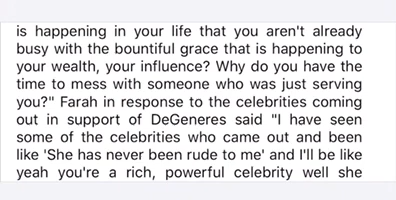 is happening in your life that you aren't already
busy with the bountiful grace that is happening to
your wealth, your influence? Why do you have the
time to mess with someone who was just serving
you?" Farah in response to the celebrities coming
out in support of DeGeneres said "I have seen
some of the celebrities who came out and been
like 'She has never been rude to me' and I'll be like
yeah you're a rich, powerful celebrity well she